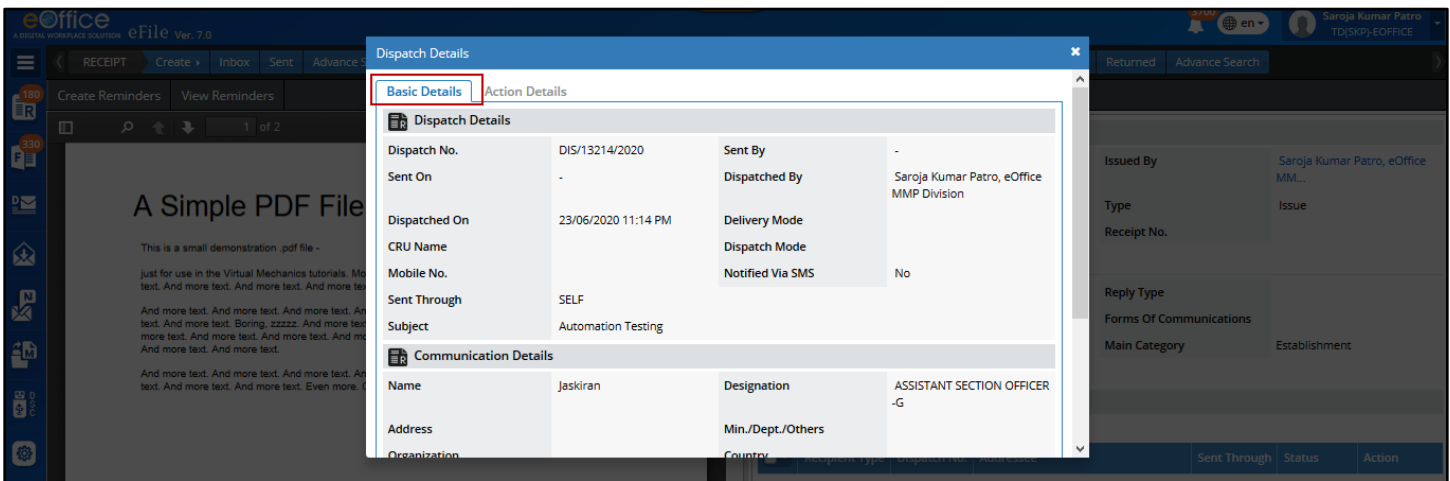 eOffice
A DIGITAL WORKPLACE SOLUTION eFile Ver. 7.0
3700
en
Saroja Kumar Patro
TD(SKP)-EOFFICE
RECEIPT Create Inbox Sent Advance S
Returned Advance Search
Create Reminders View Reminders
180
330
1 of 2
A Simple PDF File
This is a small demonstration .pdf file -
just for use in the Virtual Mechanics tutorials. Mo
text. And more text. And more text. And more te
And more text. And more text. And more text. An
text. And more text. Boring, zzzzz. And more tex
more text. And more text. And more text. And mo
And more text. And more text.
And more text. And more text. And more text. An
text. And more text. And more text. Even more. C
DSC
Dispatch Details
Basic Details Action Details
Dispatch Details
Dispatch No. DIS/13214/2020 Sent By -
Sent On - Dispatched By Saroja Kumar Patro, eOffice
MMP Division
Dispatched On 23/06/2020 11:14 PM Delivery Mode
CRU Name Dispatch Mode
Mobile No. Notified Via SMS No
Sent Through SELF
Subject Automation Testing
Communication Details
Name Jaskiran Designation ASSISTANT SECTION OFFICER
-G
Address Min./Dept./Others
Organization Country
Issued By Saroja Kumar Patro, eOffice
MM...
Type Issue
Receipt No.
Reply Type
Forms Of Communications
Main Category Establishment
Recipient Type Dispatch No. Addressee Sent Through Status Action